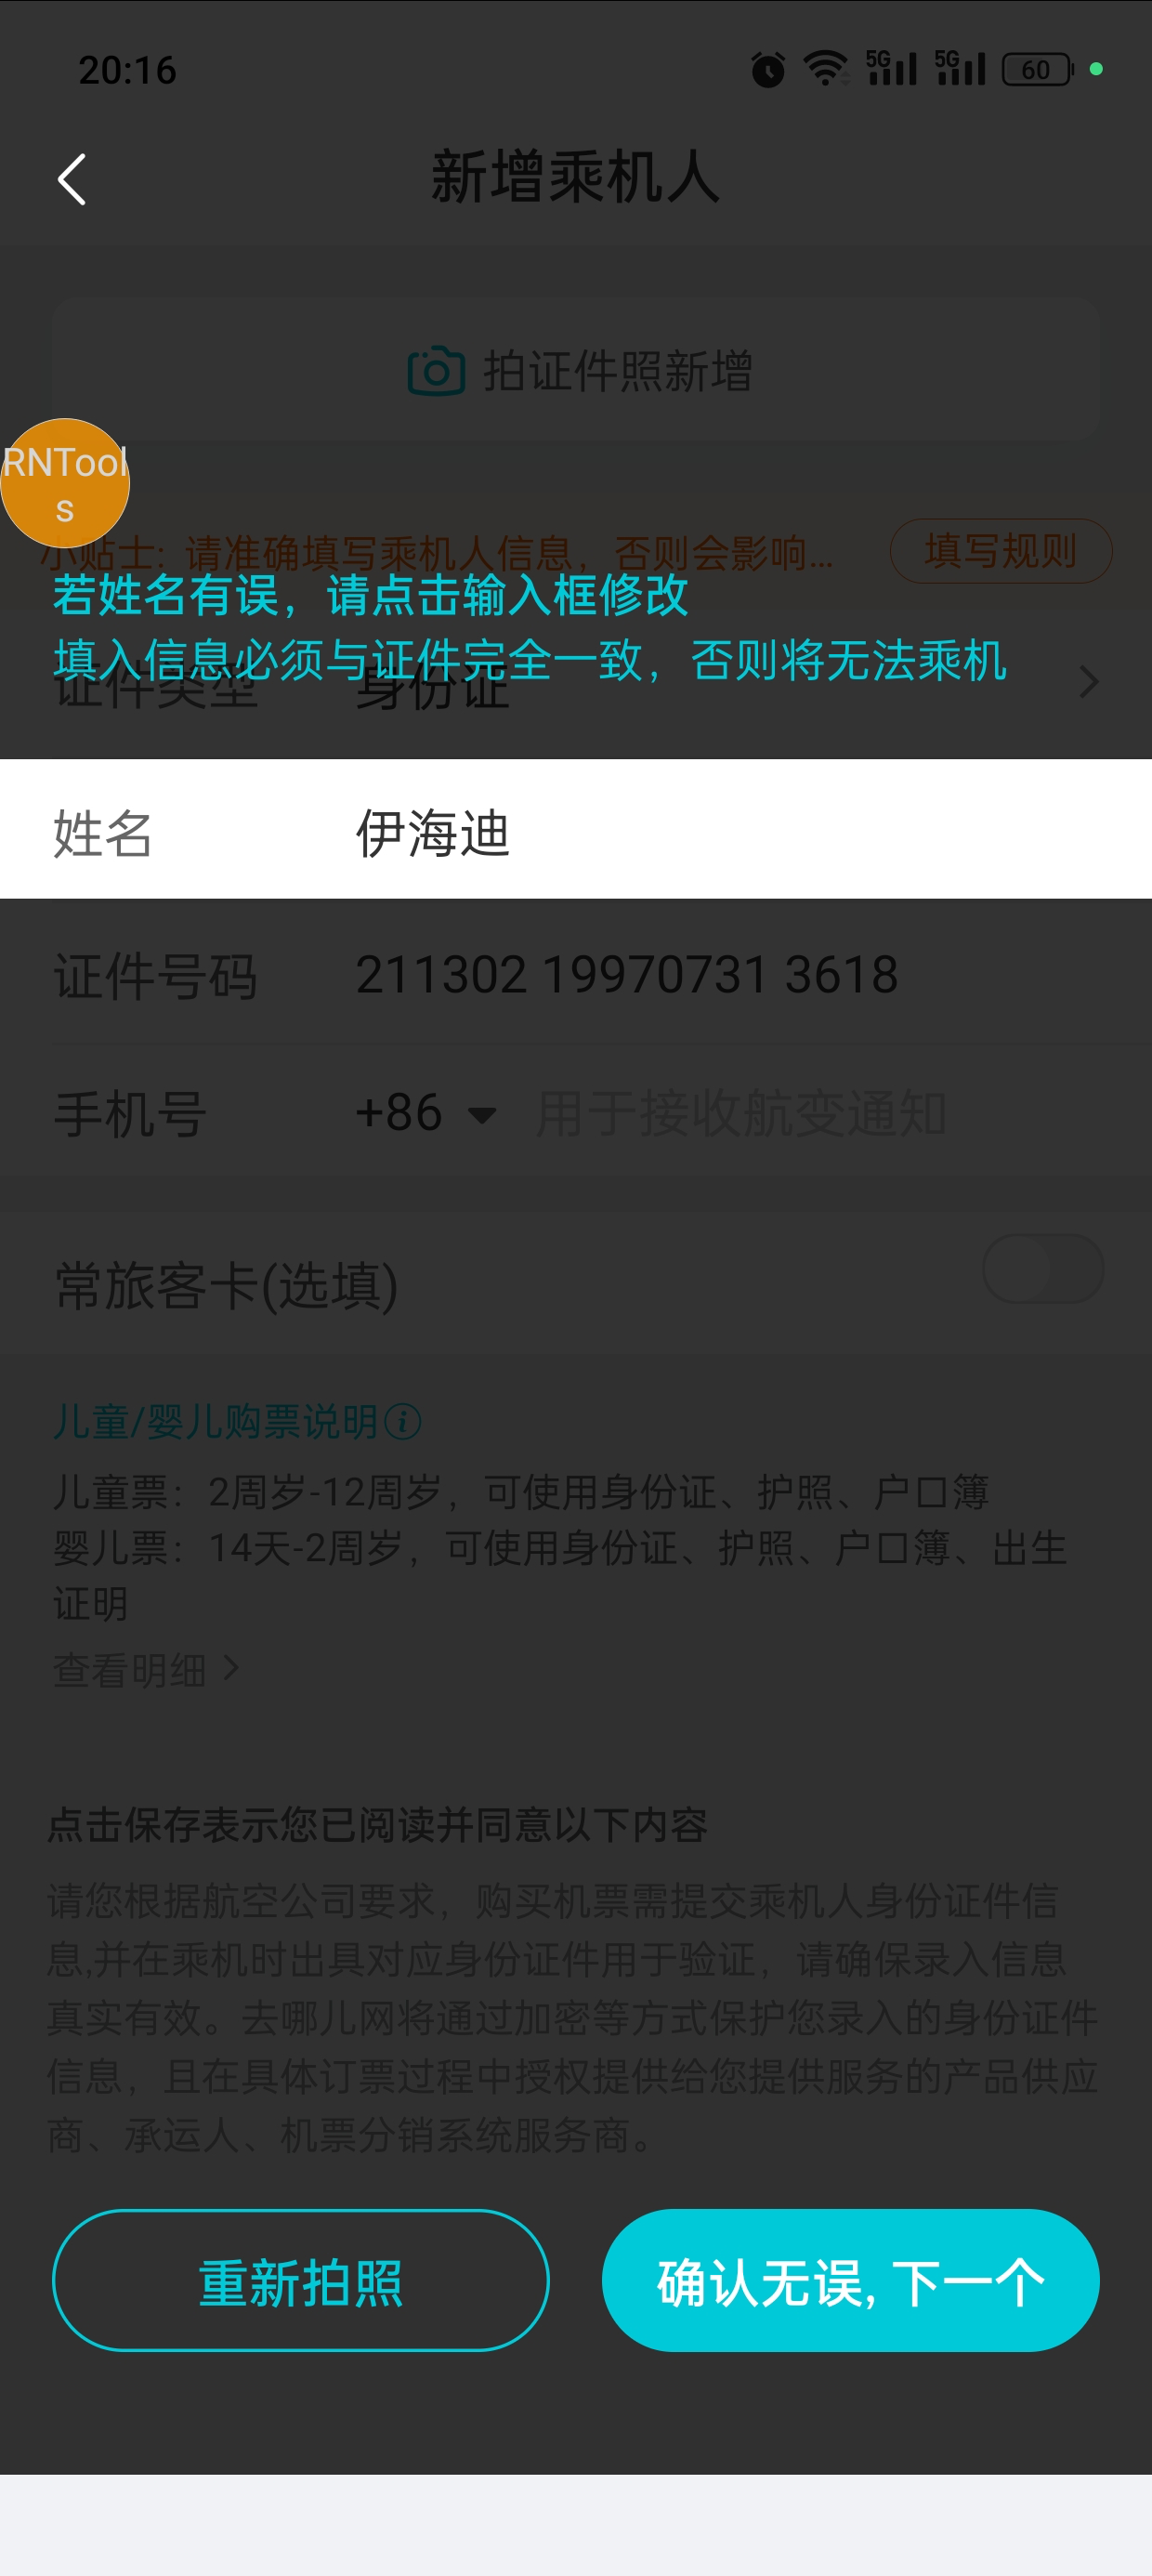 20:16
5G 5G 60
新增乘机人
拍证件照新增
RNTool
s
小贴士：请准确填写乘机人信息，否则会影响...
填写规则
若姓名有误，请点击输入框修改
填入信息必须与证件完全一致，否则将无法乘机
证件类型 身份证
姓名 伊海迪
证件号码 211302 19970731 3618
手机号 +86 用于接收航变通知
常旅客卡(选填)
儿童/婴儿购票说明
儿童票：2周岁-12周岁，可使用身份证、护照、户口簿
婴儿票：14天-2周岁，可使用身份证、护照、户口簿、出生
证明
查看明细
点击保存表示您已阅读并同意以下内容
请您根据航空公司要求，购买机票需提交乘机人身份证件信
息,并在乘机时出具对应身份证件用于验证，请确保录入信息
真实有效。去哪儿网将通过加密等方式保护您录入的身份证件
信息，且在具体订票过程中授权提供给您提供服务的产品供应
商、承运人、机票分销系统服务商。
重新拍照
确认无误, 下一个